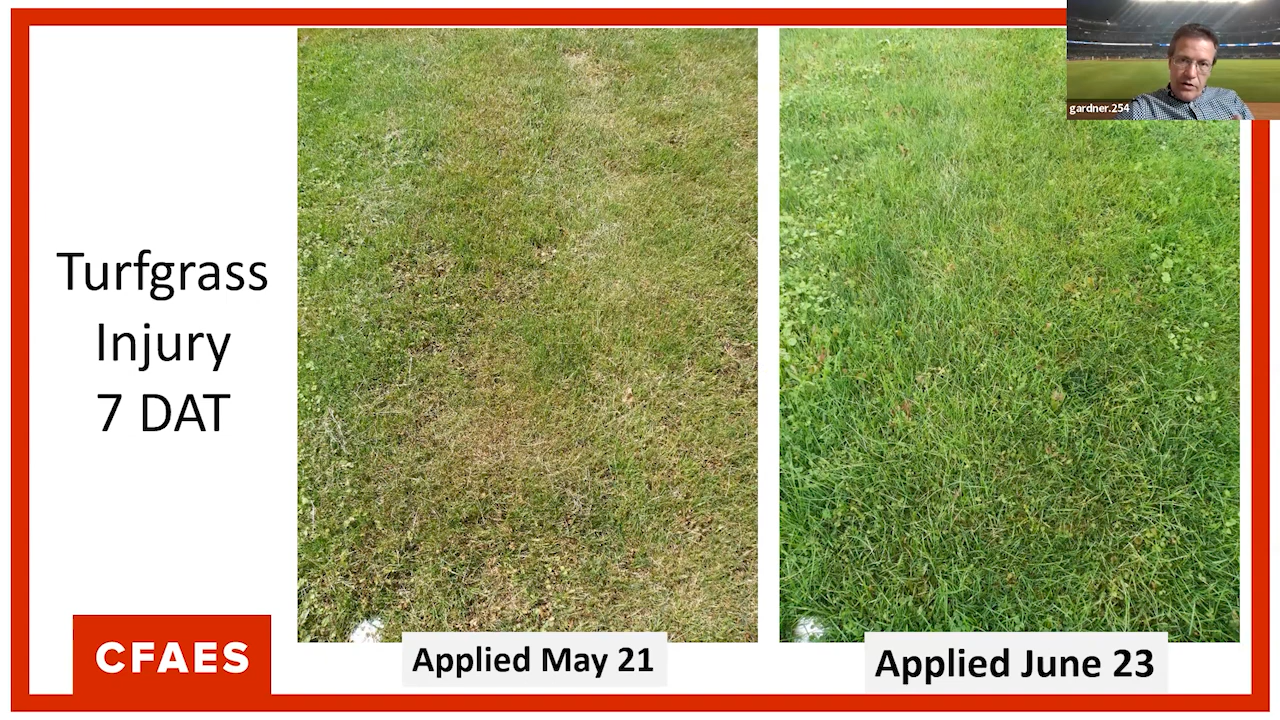 gardner.254
Turfgrass
Injury
7 DAT
CFAES
Applied May 21
Applied June 23